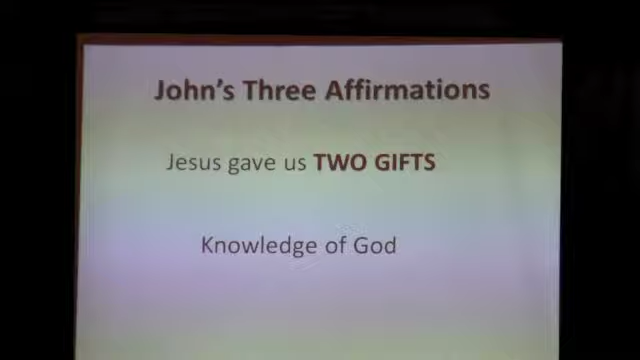 John's Three Affirmations
Jesus gave us TWO GIFTS
Knowledge of God